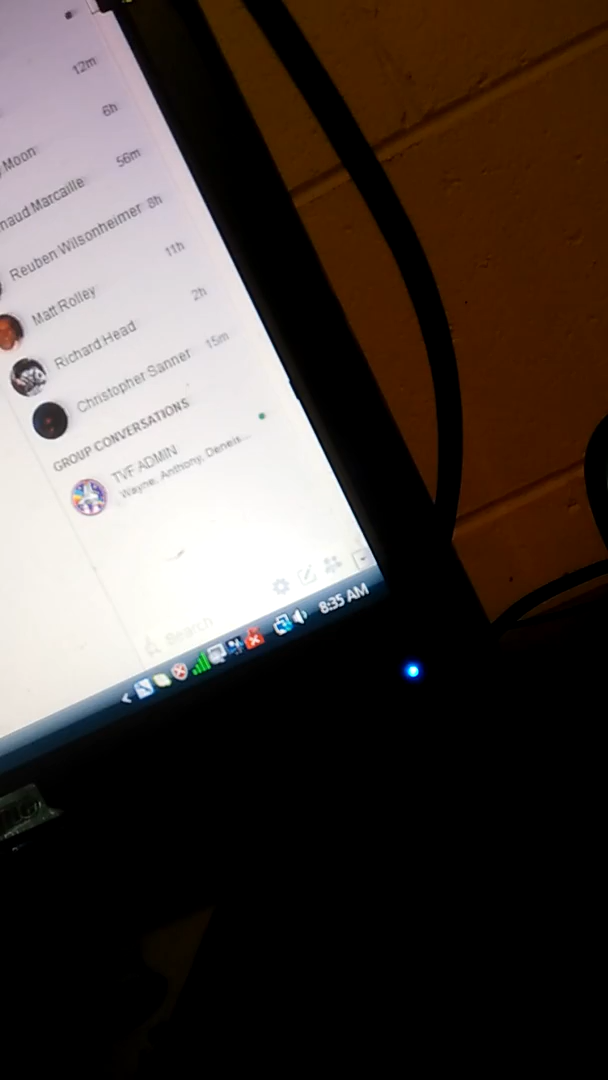 12m
6h
Moon 56m
naud Marcaille
Reuben Wilsonheimer 8h
Matt Rolley 11h
Richard Head 2h
Christopher Sanner 15m
GROUP CONVERSATIONS
TVF ADMIN
Wayne, Anthony, Deneis...
Search
8:35 AM